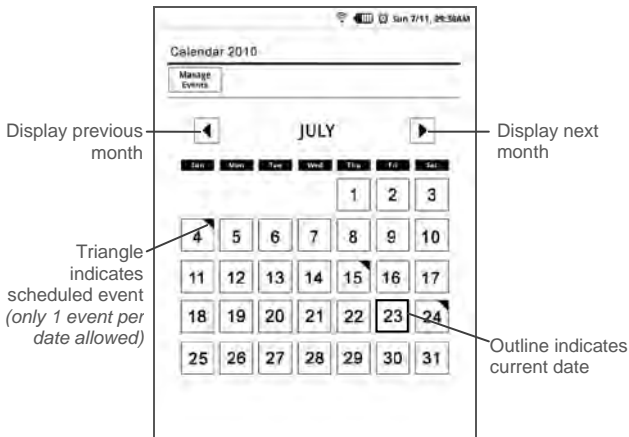 Sun 7/11, 09:38AM
Calendar 2010
Manage
Events
Display previous
month
JULY
Display next
month
Sun Mon Tue Wed Thu Fri Sat
1 2 3
4 5 6 7 8 9 10
Triangle
indicates
scheduled event
(only 1 event per
date allowed)
11 12 13 14 15 16 17
18 19 20 21 22 23 24
Outline indicates
current date
25 26 27 28 29 30 31